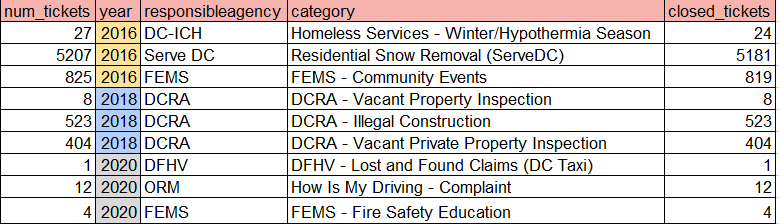 num_tickets year responsibleagency category closed_tickets
27 2016 DC-ICH Homeless Services - Winter/Hypothermia Season 24
5207 2016 Serve DC Residential Snow Removal (ServeDC) 5181
825 2016 FEMS FEMS - Community Events 819
8 2018 DCRA DCRA - Vacant Property Inspection 8
523 2018 DCRA DCRA - Illegal Construction 523
404 2018 DCRA DCRA - Vacant Private Property Inspection 404
1 2020 DFHV DFHV - Lost and Found Claims (DC Taxi) 1
12 2020 ORM How Is My Driving - Complaint 12
4 2020 FEMS FEMS - Fire Safety Education 4